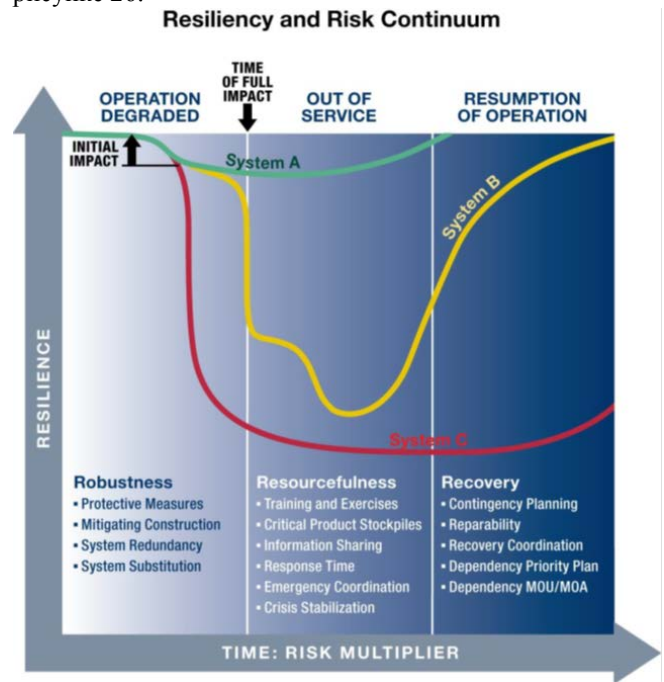 Resiliency and Risk Continuum
TIME
OF FULL
IMPACT
OPERATION
DEGRADED
OUT OF
SERVICE
RESUMPTION
OF OPERATION
INITIAL
IMPACT
System A
System B
System C
RESILIENCE
Robustness
▪ Protective Measures
▪ Mitigating Construction
▪ System Redundancy
▪ System Substitution
Resourcefulness
▪ Training and Exercises
▪ Critical Product Stockpiles
▪ Information Sharing
▪ Response Time
▪ Emergency Coordination
▪ Crisis Stabilization
Recovery
▪ Contingency Planning
▪ Reparability
▪ Recovery Coordination
▪ Dependency Priority Plan
▪ Dependency MOU/MOA
TIME: RISK MULTIPLIER